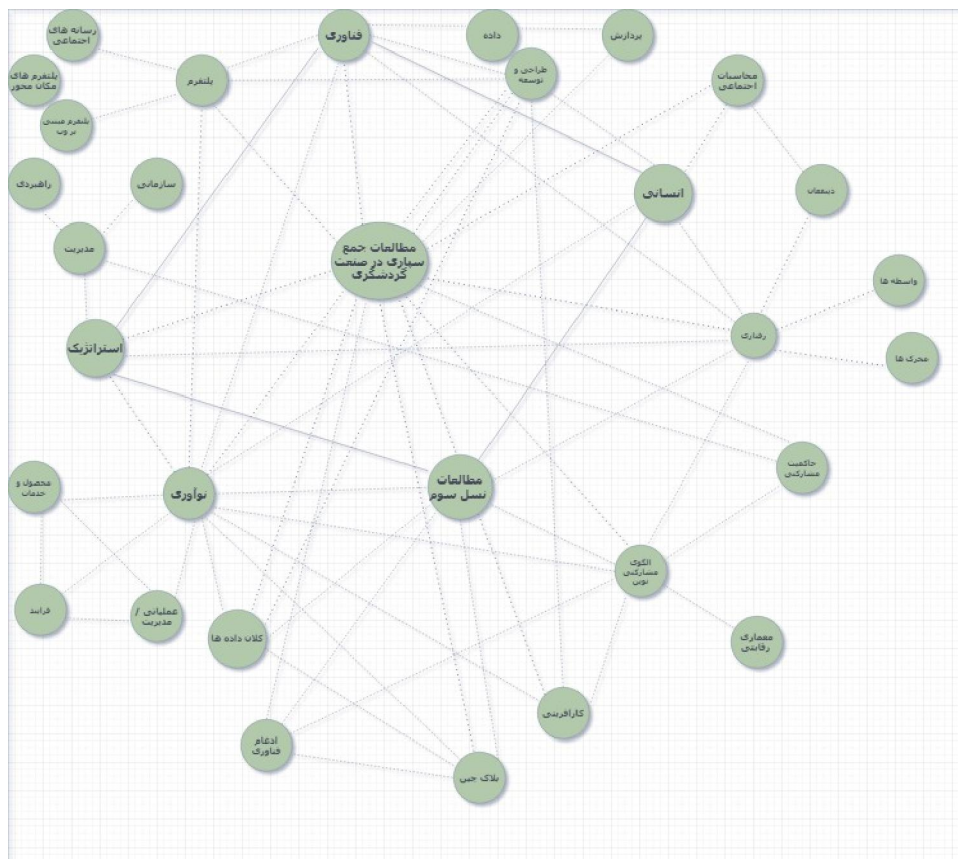 رسانه های
اجتماعی
فناوری
داده
پردازش
پلتفرم های
مکان محور
پلتفرم
طراحی و
توسعه
محاسبات
اجتماعی
پلتفرم مبتنی
بر وب
راهبردی
سازمانی
انسانی
ذینفعان
مدیریت
مطالعات جمع
سپاری در صنعت
گردشگری
واسطه ها
استراتژیک
رفتاری
محرک ها
محصول و
خدمات
نوآوری
مطالعات
نسل سوم
حاکمیت
مشارکتی
الگوی
مشارکتی
نوین
فرایند
عملیاتی /
مدیریت
کلان داده ها
معماری
رقابتی
ادغام
فناوری
کارافرینی
بلاک چین